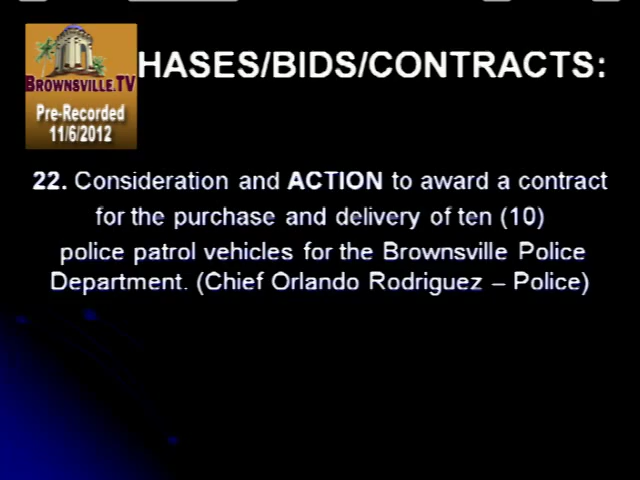 HASES/BIDS/CONTRACTS:
BROWNSVILLE.TV
Pre-Recorded
11/6/2012
22. Consideration and ACTION to award a contract
for the purchase and delivery of ten (10)
police patrol vehicles for the Brownsville Police
Department. (Chief Orlando Rodriguez – Police)